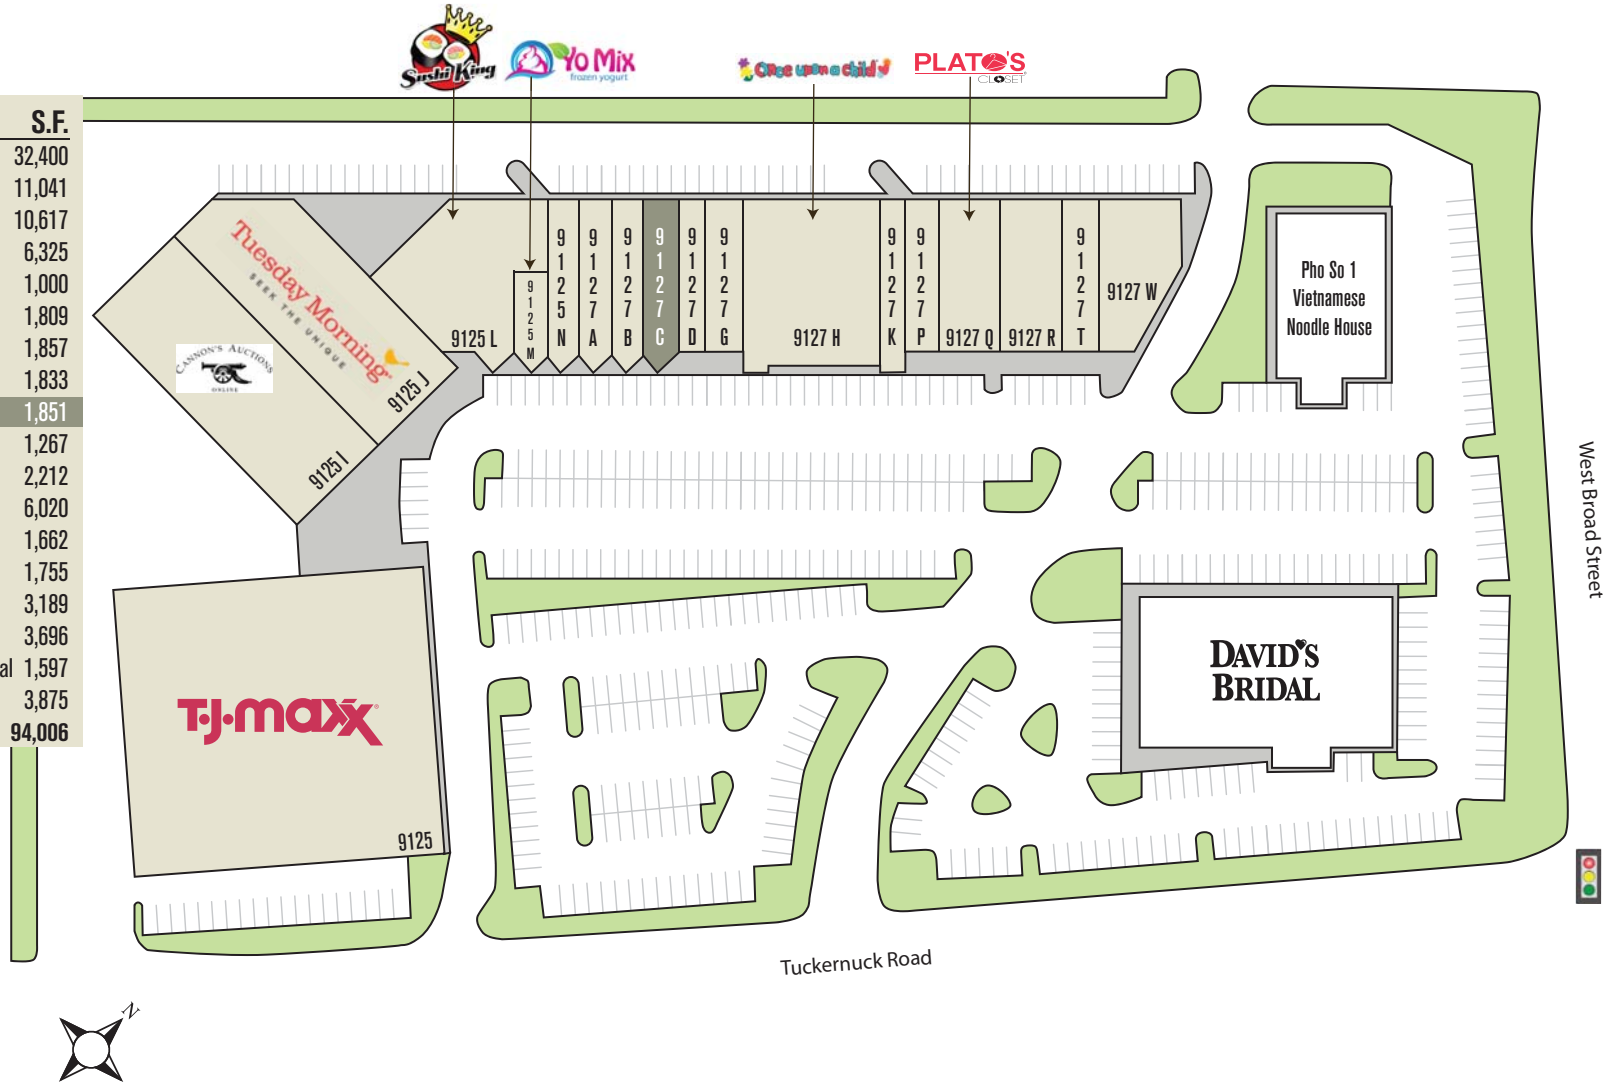 Sushi King
Yo Mix
frozen yogurt
Once upon a child
PLATO'S
CLOSET
S.F.
32,400
11,041
10,617
6,325
1,000
1,809
1,857
1,833
1,851
1,267
2,212
6,020
1,662
1,755
3,189
3,696
al 1,597
3,875
94,006
Tuesday Morning
SEEK THE UNIQUE
CANNON'S AUCTIONS
ONLINE
9125 J
9125 I
9125 L
9125 M
9125 N
9127 A
9127 B
9127 C
9127 D
9127 G
9127 H
9127 K
9127 P
9127 Q
9127 R
9127 T
9127 W
Pho So 1
Vietnamese
Noodle House
West Broad Street
DAVID'S
BRIDAL
T.J.maxx
9125
Tuckernuck Road
N